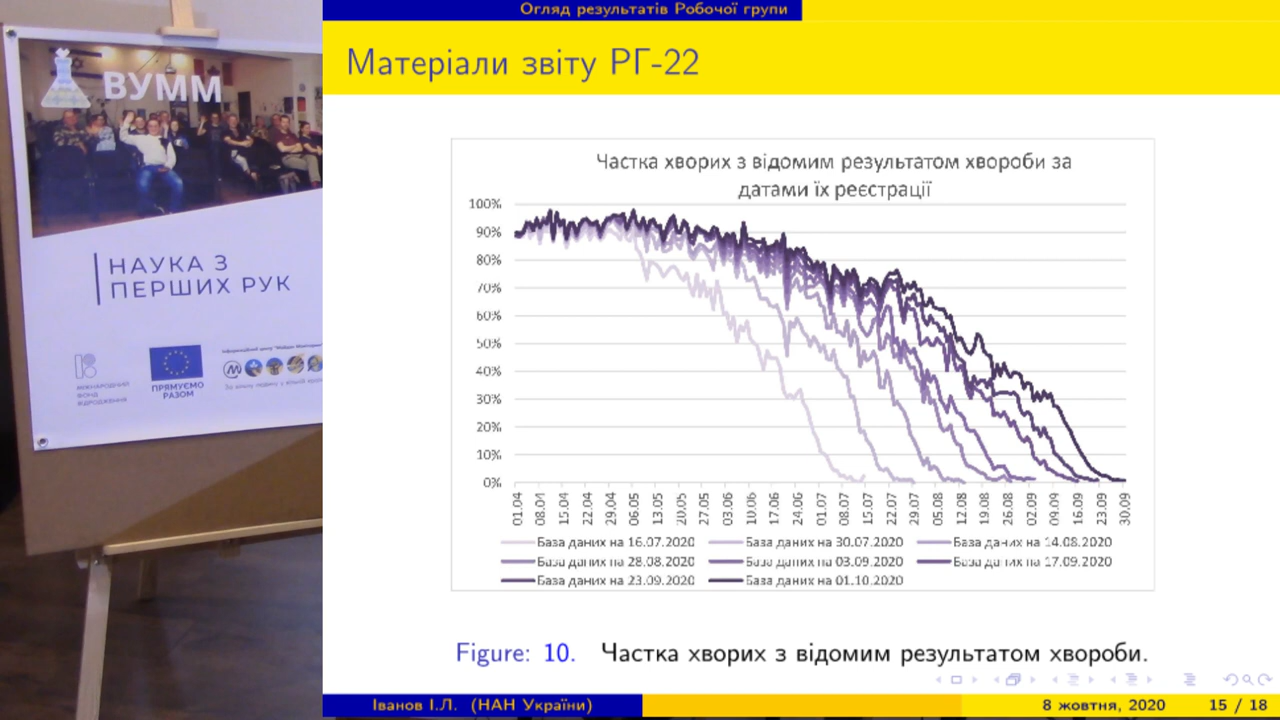 ВУММ
НАУКА З
ПЕРШИХ РУК
МІЖНАРОДНИЙ
ФОНД
ВІДРОДЖЕННЯ
ПРЯМУЄМО
РАЗОМ
Огляд результатів Робочої групи
Матеріали звіту РГ-22
Частка хворих з відомим результатом хвороби за
датами їх реєстрації
100%
90%
80%
70%
60%
50%
40%
30%
20%
10%
0%
01.04 08.04 15.04 22.04 29.04 06.05 13.05 20.05 27.05 03.06 10.06 17.06 24.06 01.07 08.07 15.07 22.07 29.07 05.08 12.08 19.08 26.08 02.09 09.09 16.09 23.09 30.09
База даних на 16.07.2020 База даних на 30.07.2020 База даних на 14.08.2020
База даних на 28.08.2020 База даних на 03.09.2020 База даних на 17.09.2020
База даних на 23.09.2020 База даних на 01.10.2020
Figure: 10. Частка хворих з відомим результатом хвороби.
Іванов І.Л. (НАН України) 8 жовтня, 2020 15 / 18